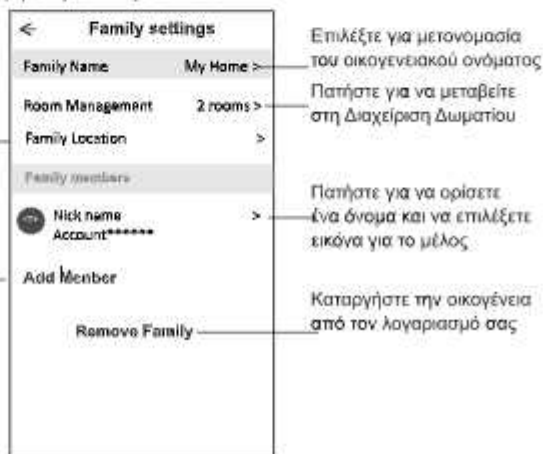 Family settings
Family Name My Home >
Room Management 2 rooms >
Family Location >
Family members
Nick name >
Account******
Add Menber
Remove Family
Επιλέξτε για μετονομασία
του οικογενειακού ονόματος
Πατήστε για να μεταβείτε
στη Διαχείριση Δωματίου
Πατήστε για να ορίσετε
ένα όνομα και να επιλέξετε
εικόνα για το μέλος
Καταργήστε την οικογένεια
από τον λογαριασμό σας